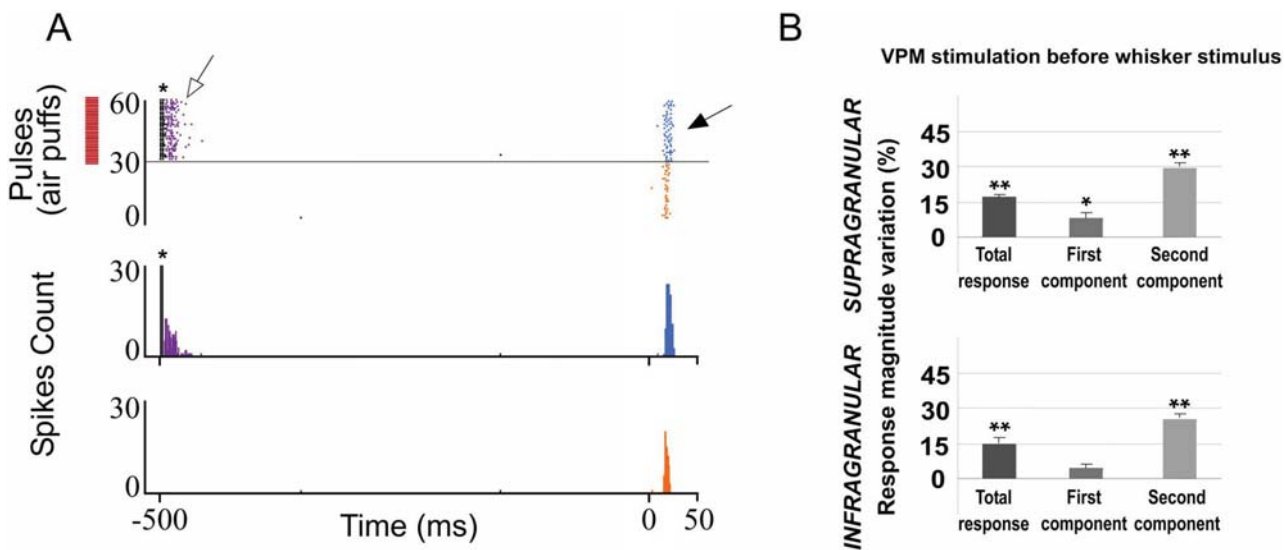 A
*
Pulses
(air puffs)
60
30
0
*
Spikes Count
30
0
30
0
-500
Time (ms)
0
50
B
VPM stimulation before whisker stimulus
SUPRAGRANULAR
INFRAGRANULAR
Response magnitude variation (%)
45
30
15
0
**
*
**
Total
response
First
component
Second
component
45
30
15
0
**
**
Total
response
First
component
Second
component